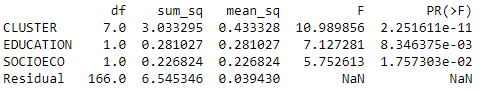 df sum_sq mean_sq F PR(>F)
CLUSTER 7.0 3.033295 0.433328 10.989856 2.251611e-11
EDUCATION 1.0 0.281027 0.281027 7.127281 8.346375e-03
SOCIOECO 1.0 0.226824 0.226824 5.752613 1.757303e-02
Residual 166.0 6.545346 0.039430 NaN NaN